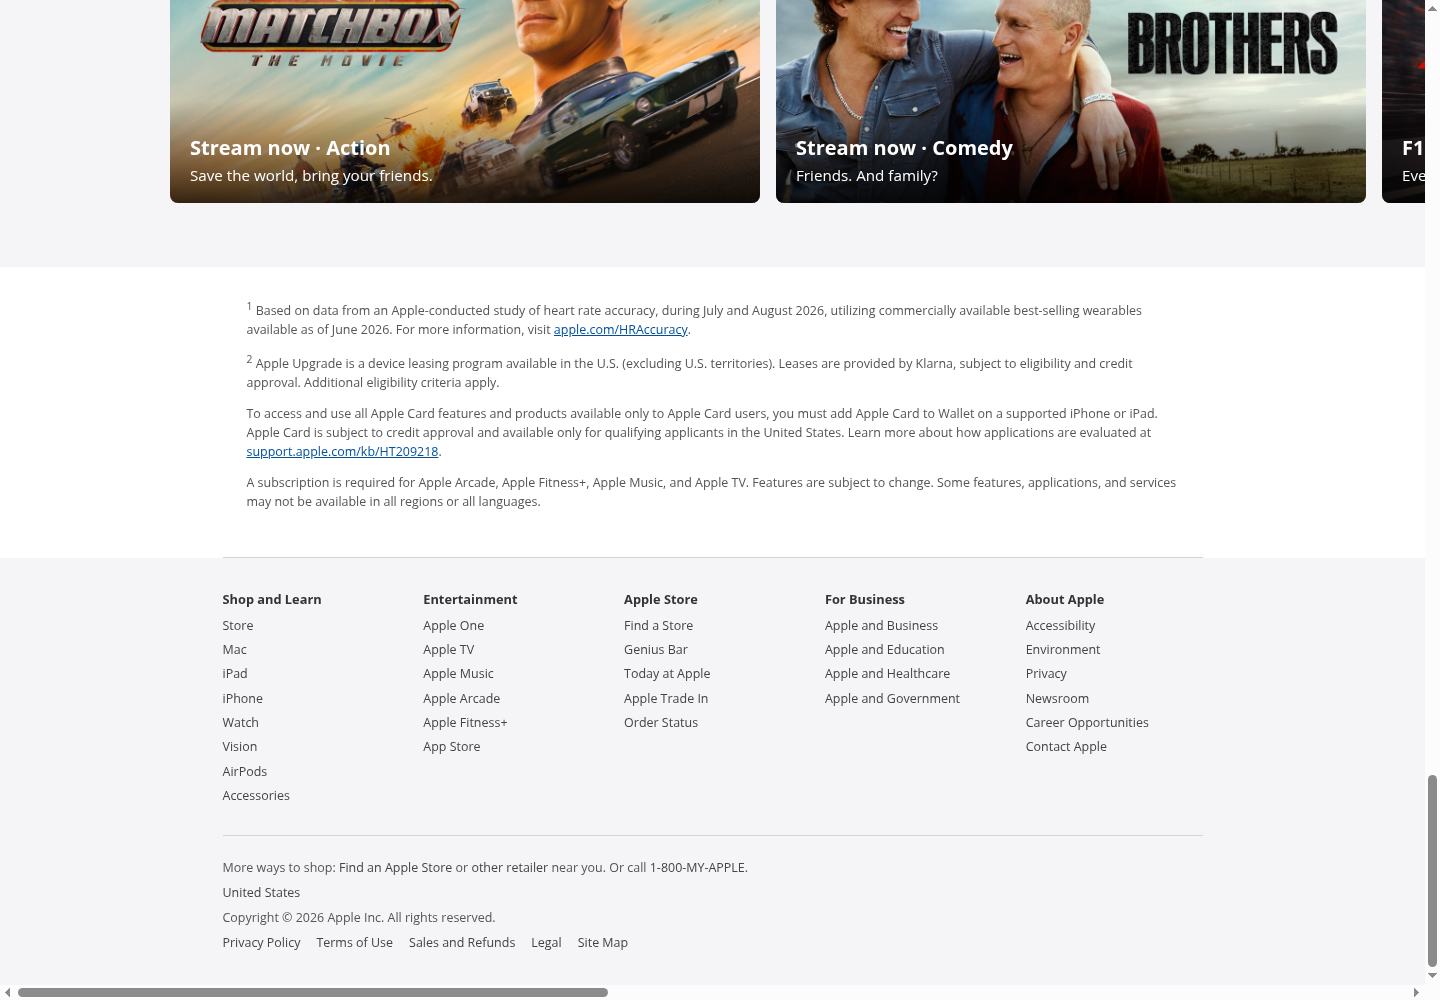 MATCHBOX
THE MOVIE
Stream now · Action
Save the world, bring your friends.
BROTHERS
Stream now · Comedy
Friends. And family?
F1
Eve
1 Based on data from an Apple-conducted study of heart rate accuracy, during July and August 2026, utilizing commercially available best-selling wearables
available as of June 2026. For more information, visit apple.com/HRAccuracy.
2 Apple Upgrade is a device leasing program available in the U.S. (excluding U.S. territories). Leases are provided by Klarna, subject to eligibility and credit
approval. Additional eligibility criteria apply.
To access and use all Apple Card features and products available only to Apple Card users, you must add Apple Card to Wallet on a supported iPhone or iPad.
Apple Card is subject to credit approval and available only for qualifying applicants in the United States. Learn more about how applications are evaluated at
support.apple.com/kb/HT209218.
A subscription is required for Apple Arcade, Apple Fitness+, Apple Music, and Apple TV. Features are subject to change. Some features, applications, and services
may not be available in all regions or all languages.
Shop and Learn
Store
Mac
iPad
iPhone
Watch
Vision
AirPods
Accessories
Entertainment
Apple One
Apple TV
Apple Music
Apple Arcade
Apple Fitness+
App Store
Apple Store
Find a Store
Genius Bar
Today at Apple
Apple Trade In
Order Status
For Business
Apple and Business
Apple and Education
Apple and Healthcare
Apple and Government
About Apple
Accessibility
Environment
Privacy
Newsroom
Career Opportunities
Contact Apple
More ways to shop: Find an Apple Store or other retailer near you. Or call 1-800-MY-APPLE.
United States
Copyright © 2026 Apple Inc. All rights reserved.
Privacy Policy Terms of Use Sales and Refunds Legal Site Map